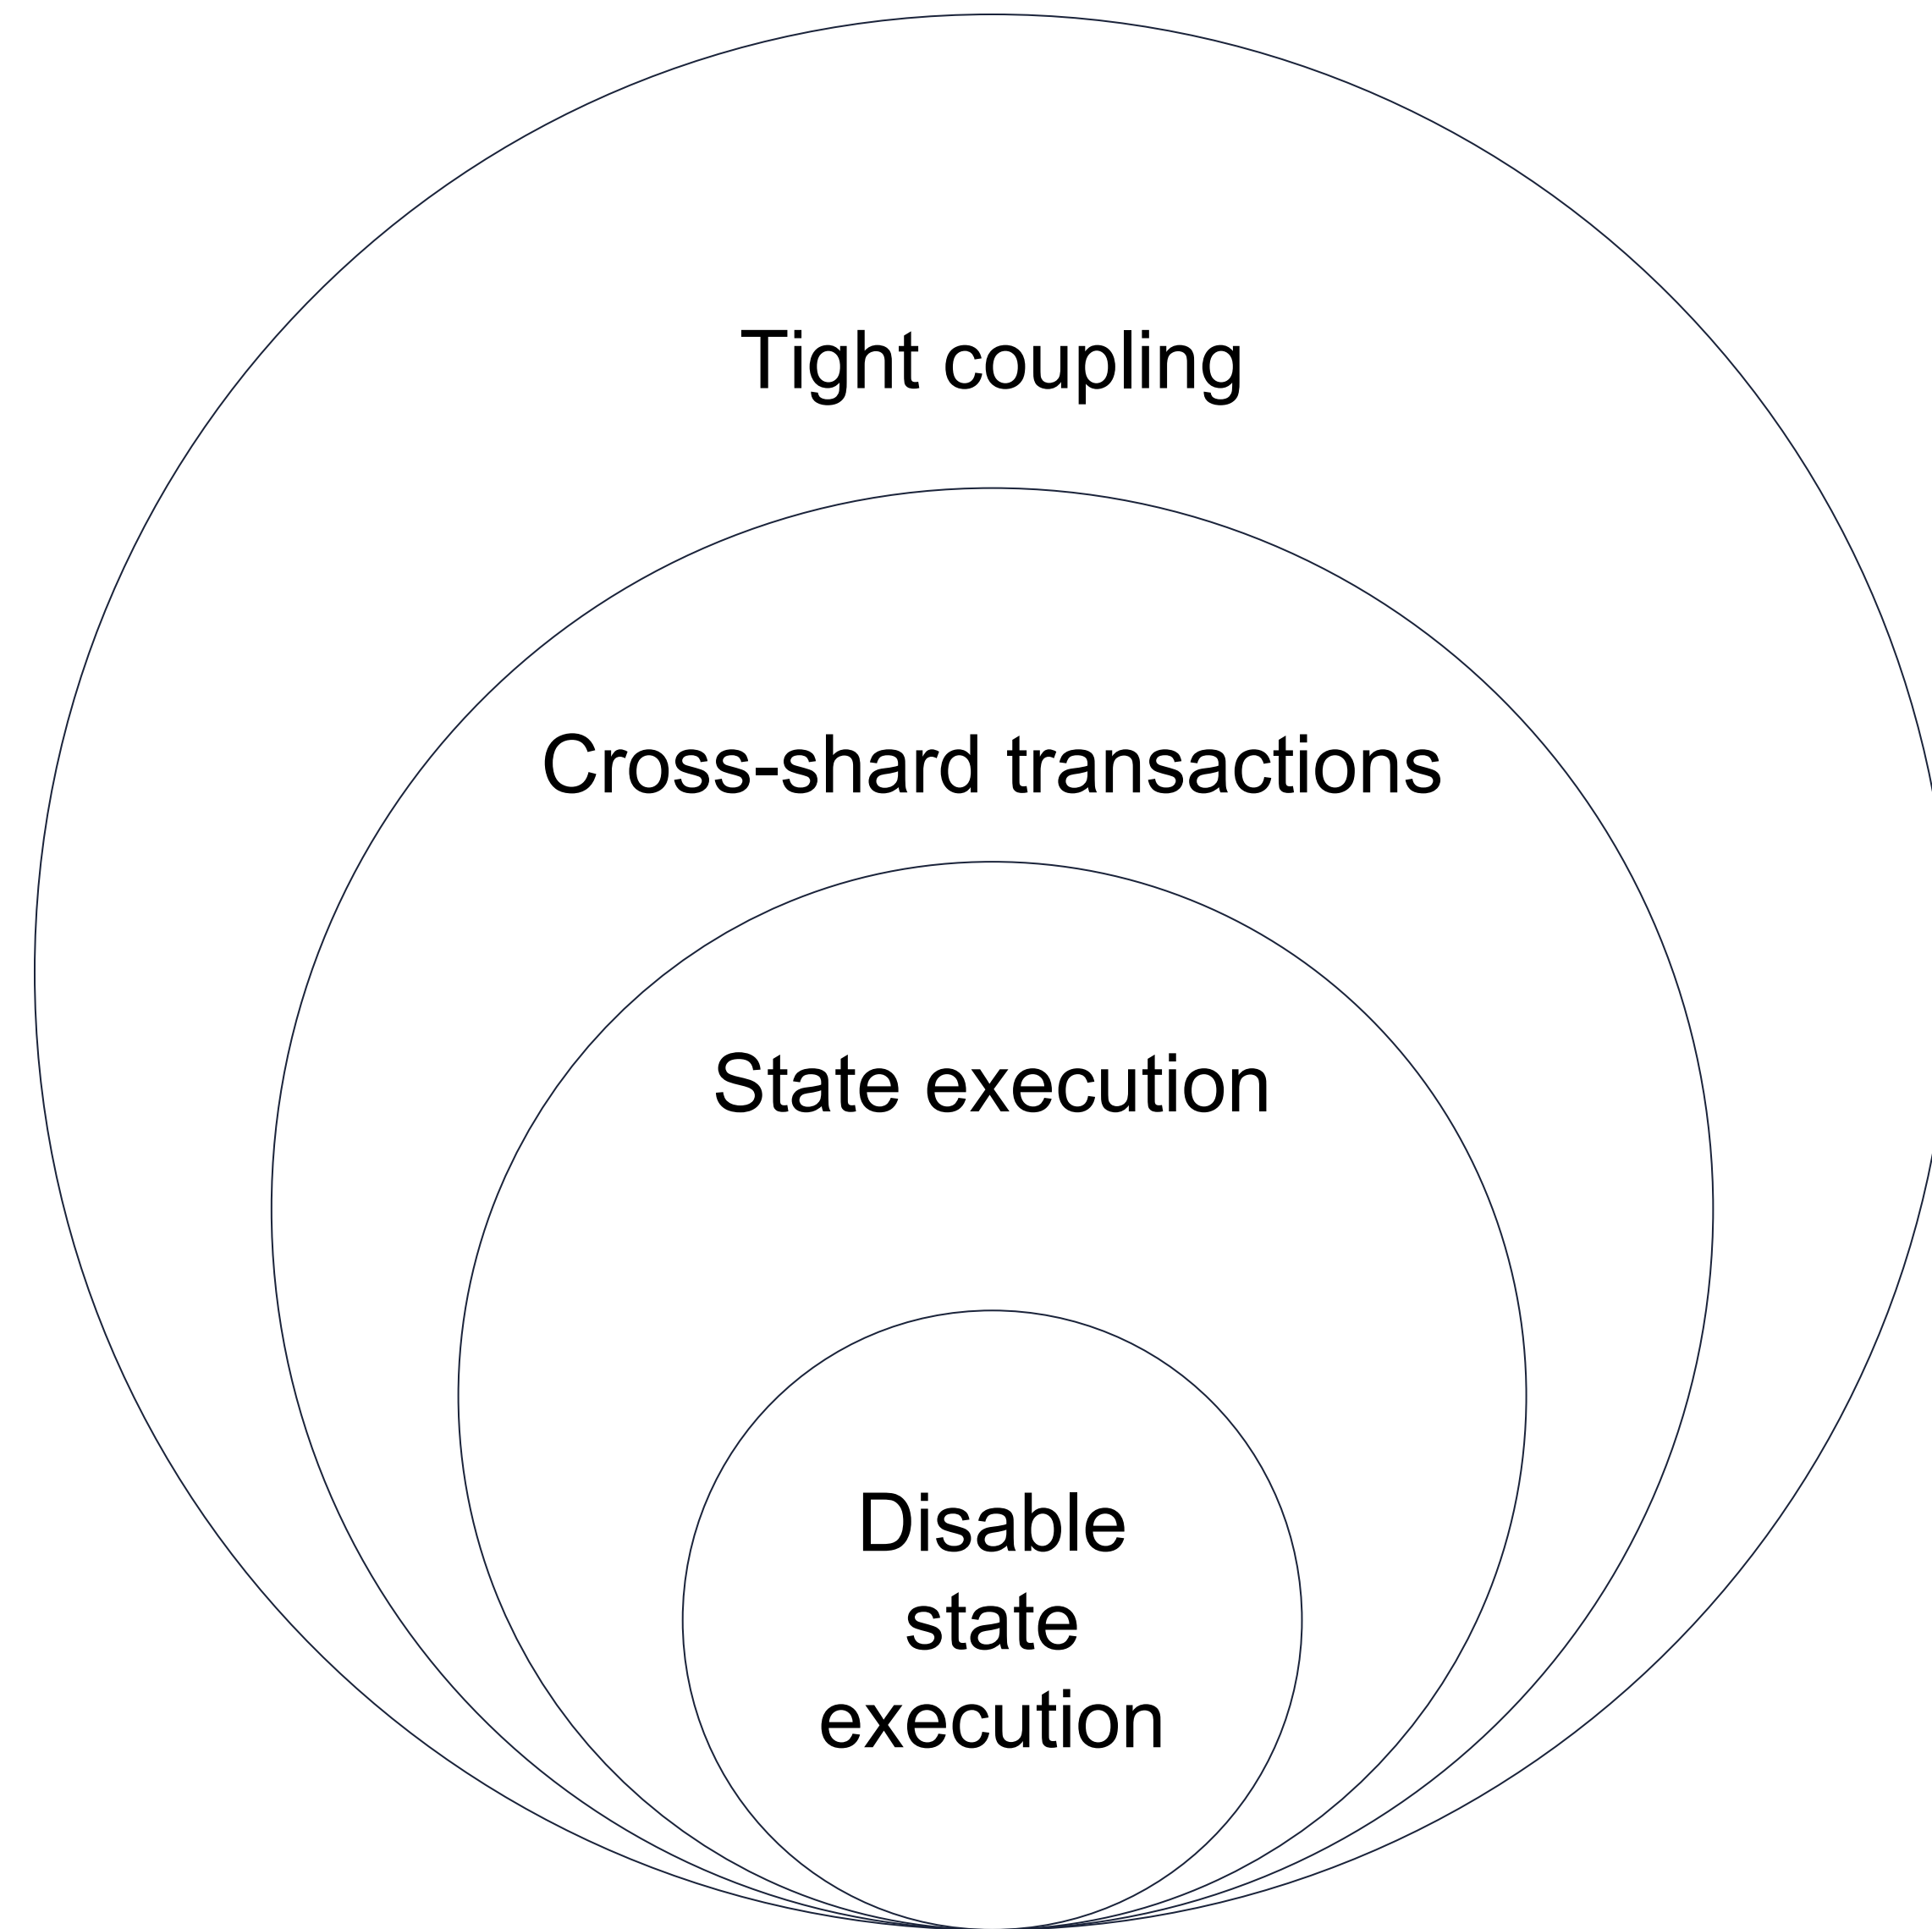 Tight coupling
Cross-shard transactions
State execution
Disable
state
execution